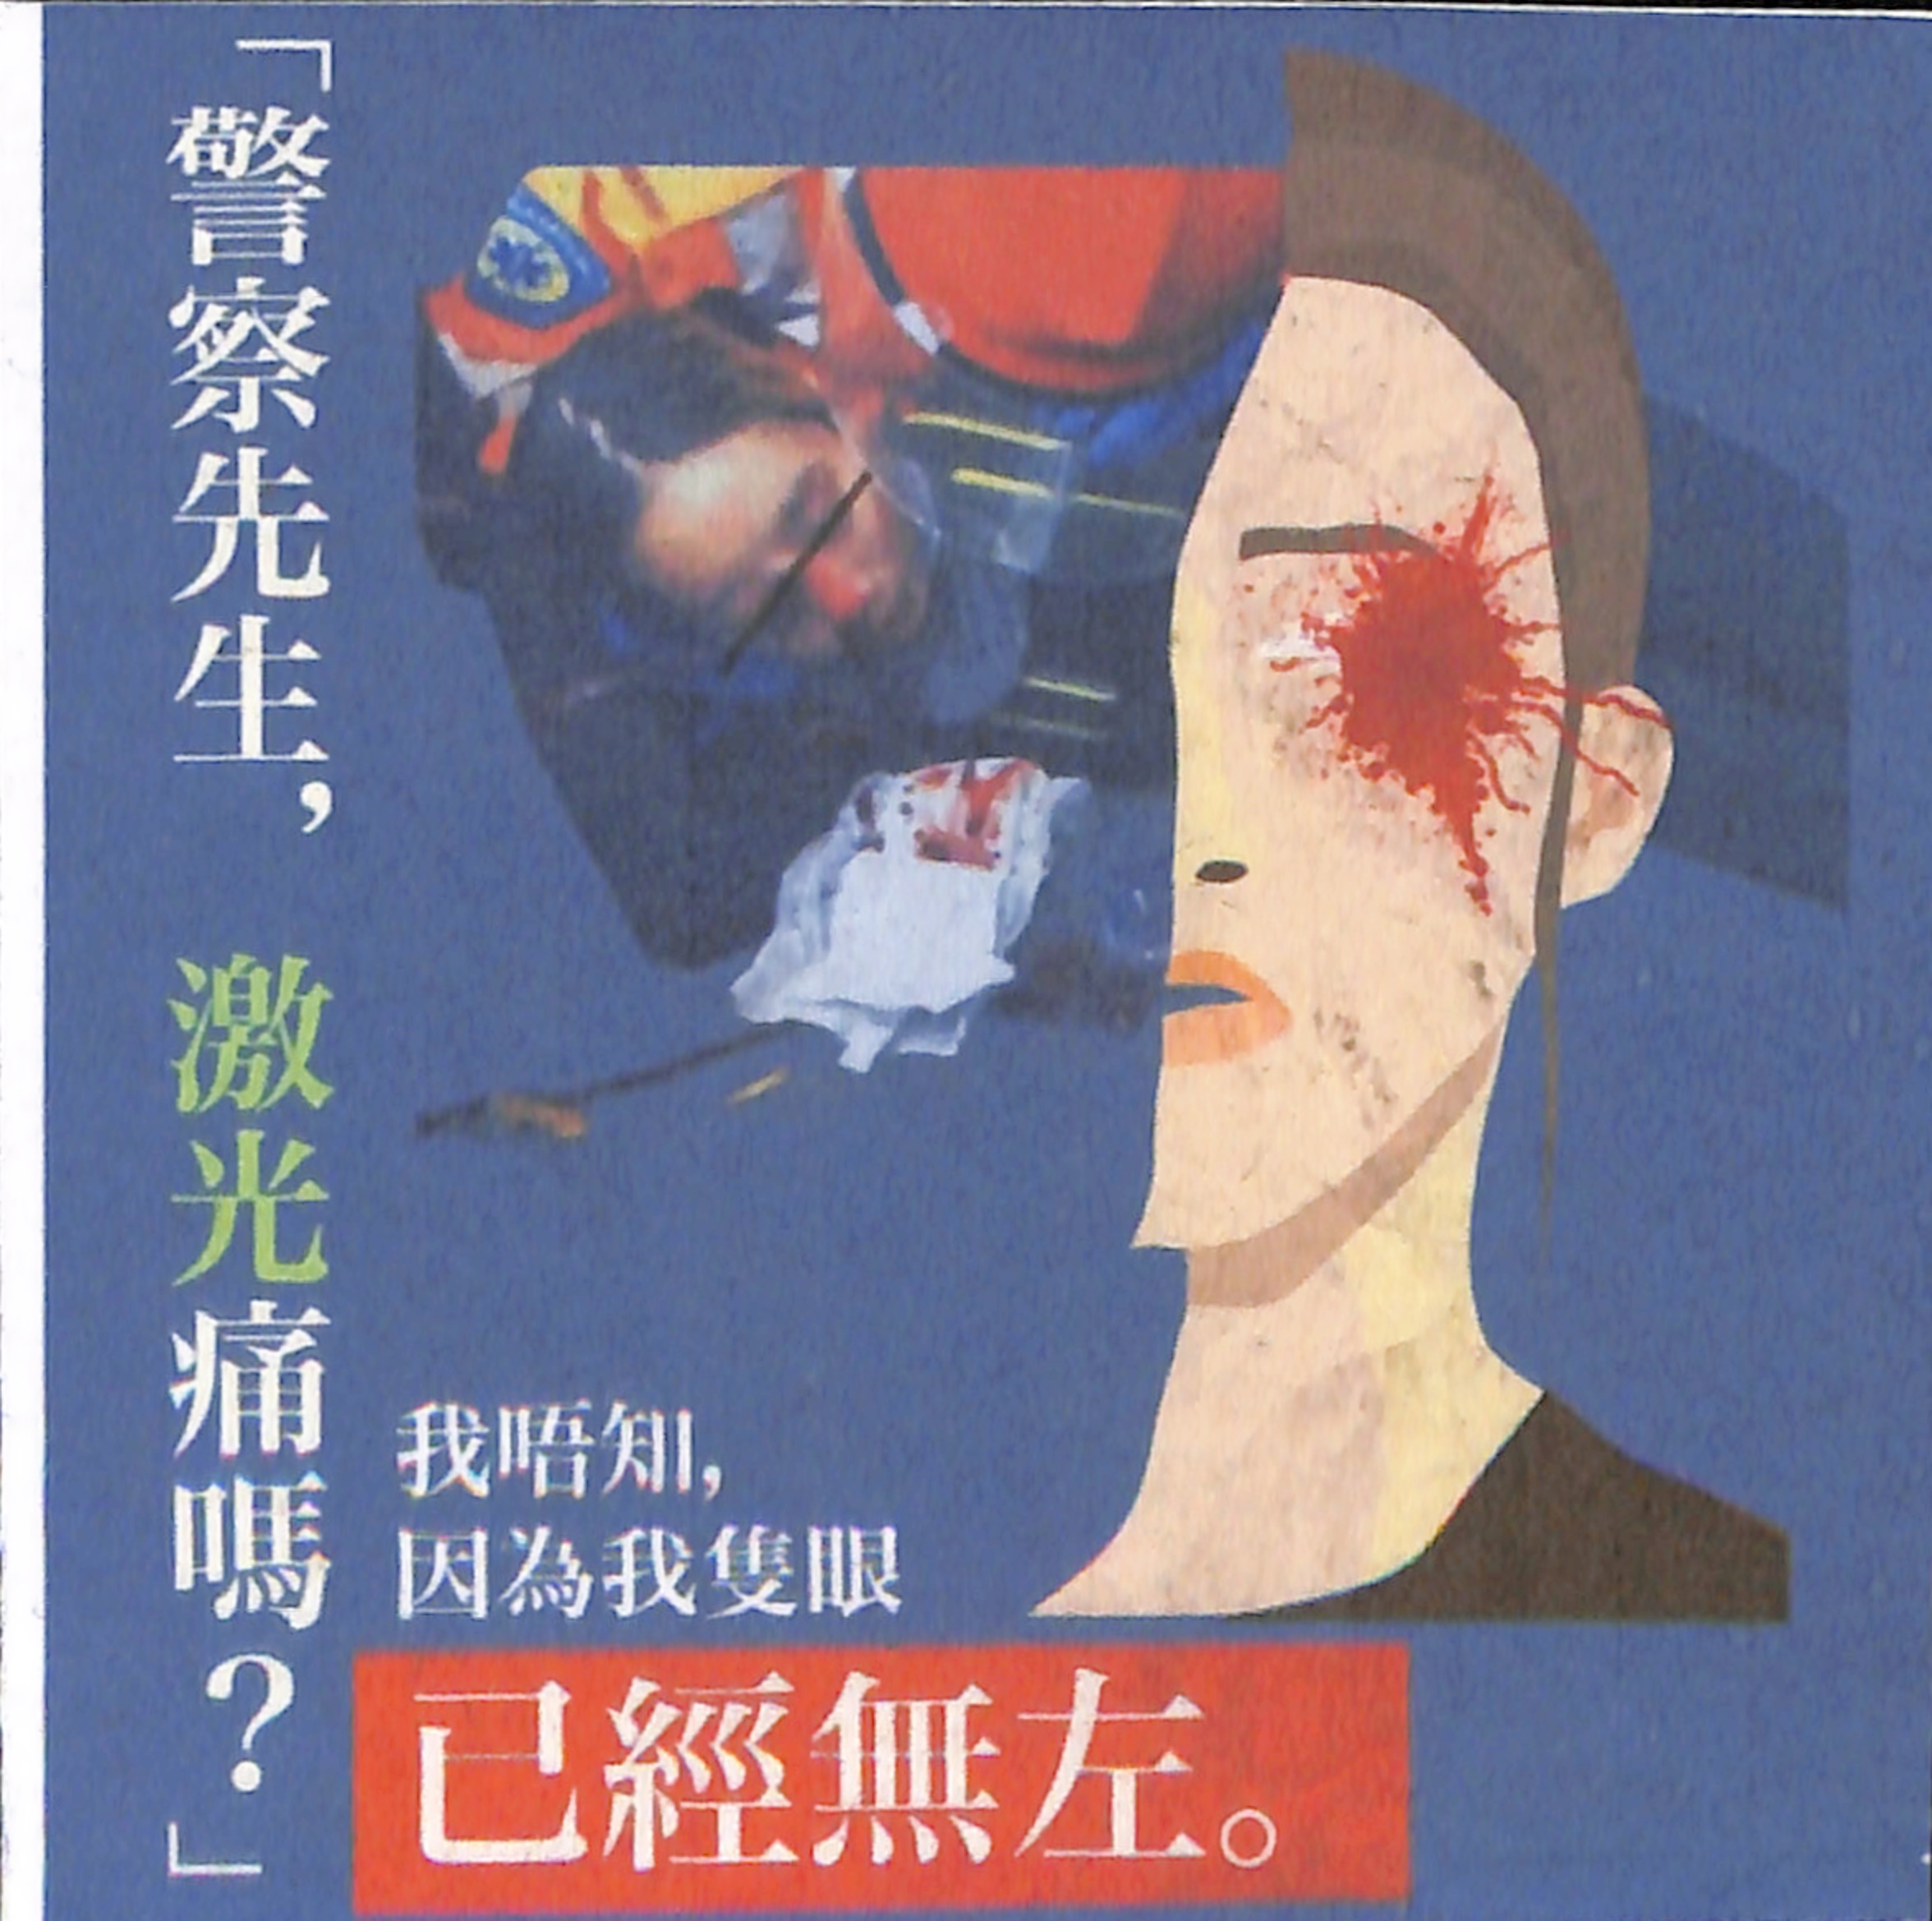 「警察先生，激光痛嗎？」
我唔知，
因為我隻眼
已經無左。